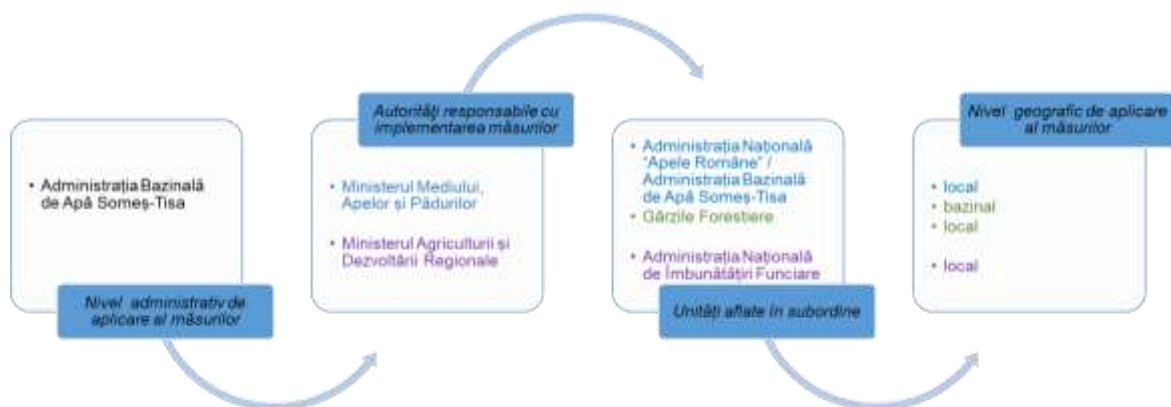 • Administrația Bazinală
de Apă Someș-Tisa
Nivel administrativ de
aplicare al măsurilor
Autorități responsabile cu
implementarea măsurilor
• Ministerul Mediului,
Apelor și Pădurilor
• Ministerul Agriculturii și
Dezvoltării Regionale
• Administrația Națională
"Apele Române" /
Administrația Bazinală
de Apă Someș-Tisa
• Gărzile Forestiere
• Administrația Națională
de Îmbunătățiri Funciare
Unități aflate în subordine
Nivel geografic de aplicare
al măsurilor
• local
• bazinal
• local
• local